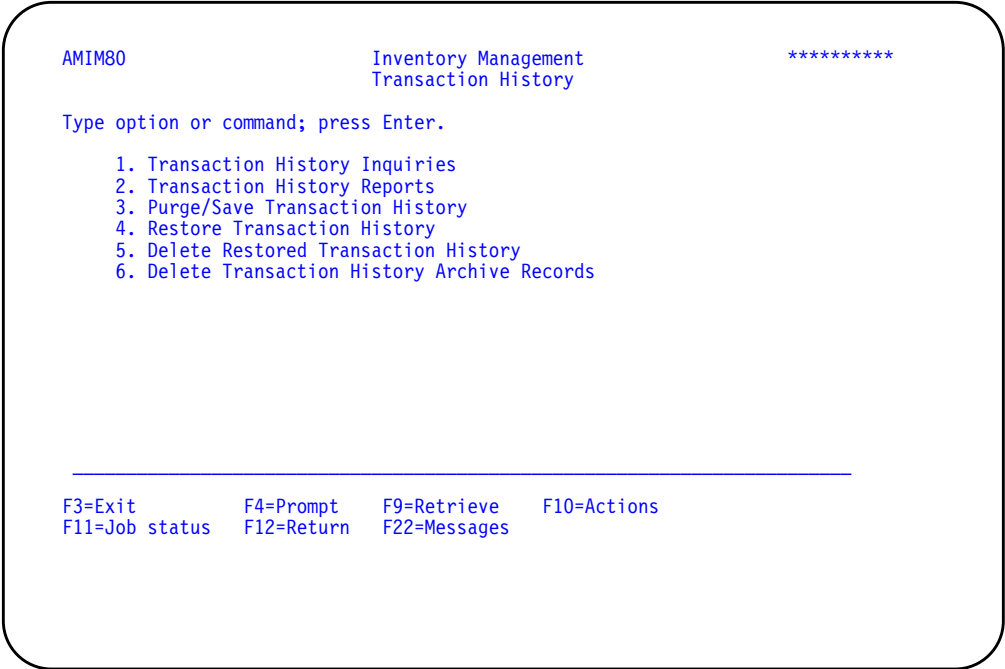 AMIM80 Inventory Management **********
Transaction History
Type option or command; press Enter.
1. Transaction History Inquiries
2. Transaction History Reports
3. Purge/Save Transaction History
4. Restore Transaction History
5. Delete Restored Transaction History
6. Delete Transaction History Archive Records
F3=Exit F4=Prompt F9=Retrieve F10=Actions
F11=Job status F12=Return F22=Messages